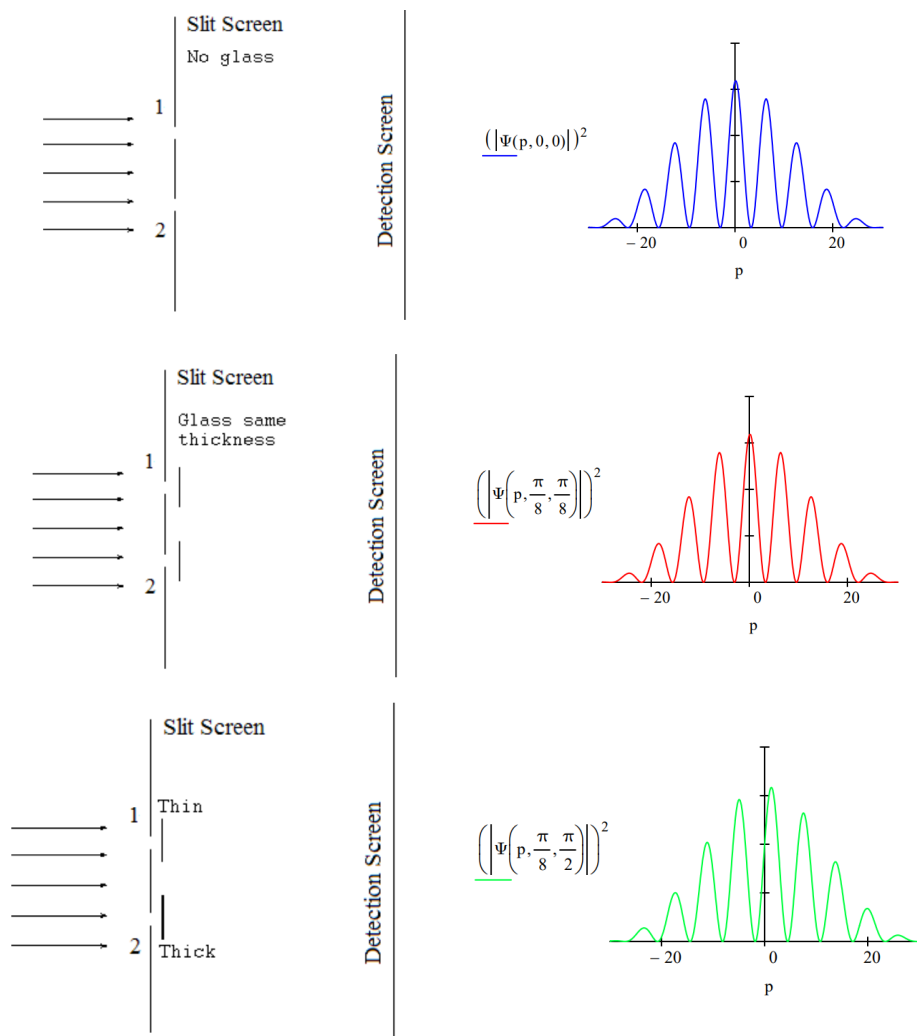 Slit Screen
No glass
1
2
Detection Screen
(|Ψ(p, 0, 0)|)²
− 20
0
20
p
Slit Screen
Glass same
thickness
1
2
Detection Screen
(|Ψ(p, π/8, π/8)|)²
− 20
0
20
p
Slit Screen
1
Thin
2
Thick
Detection Screen
(|Ψ(p, π/8, π/2)|)²
− 20
0
20
p